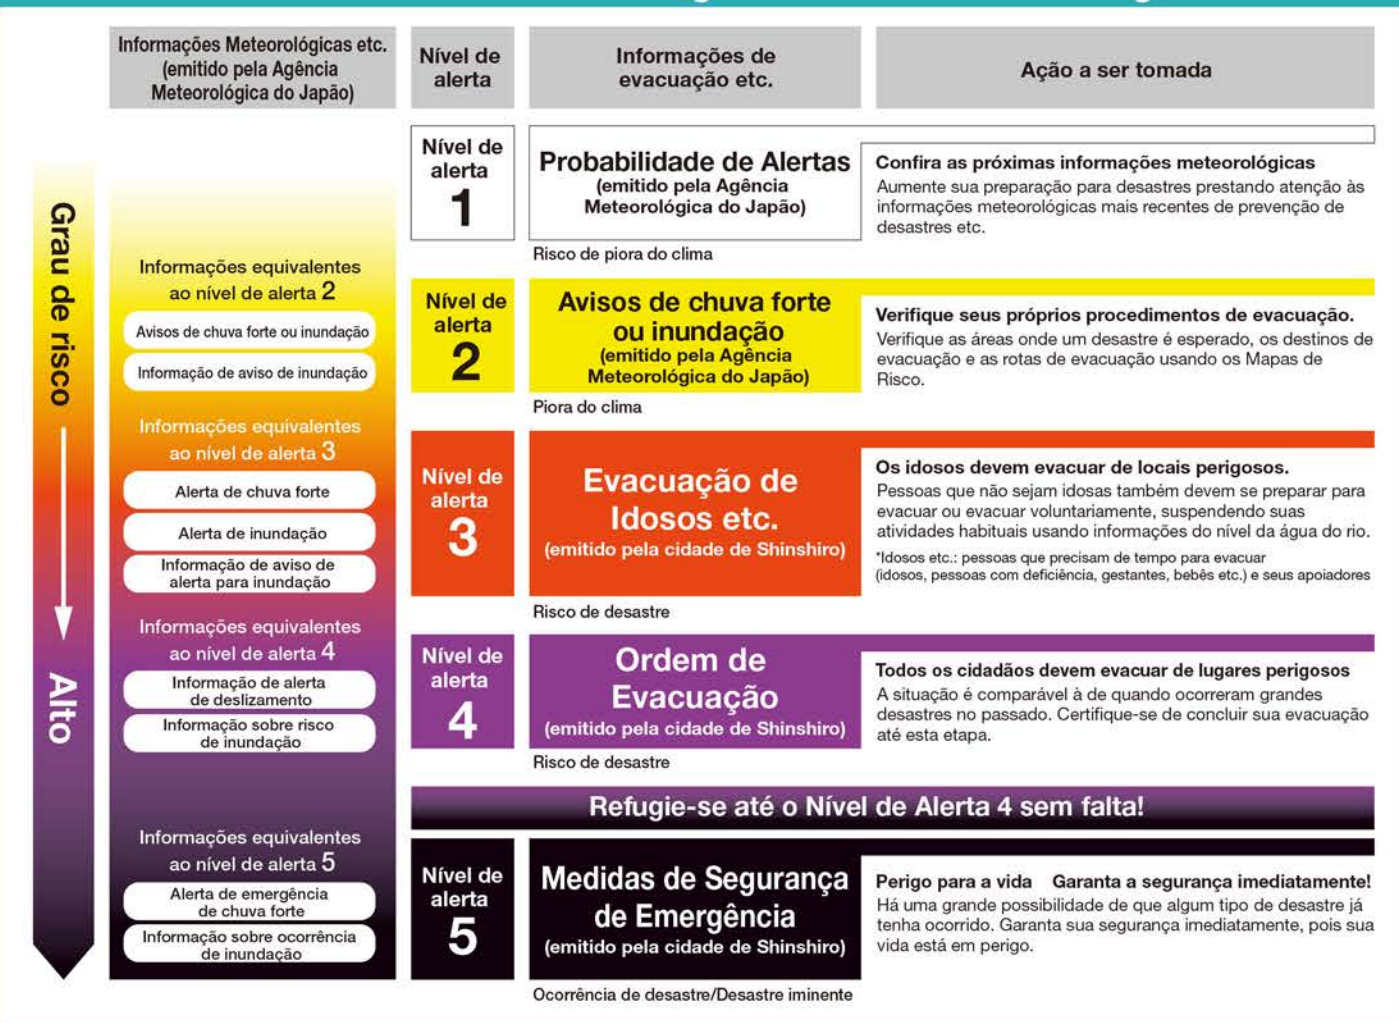 Informações Meteorológicas etc.
(emitido pela Agência
Meteorológica do Japão)
Nível de
alerta
Informações de
evacuação etc.
Ação a ser tomada
Grau de risco
Alto
Informações equivalentes
ao nível de alerta 2
Avisos de chuva forte ou inundação
Informação de aviso de inundação
Informações equivalentes
ao nível de alerta 3
Alerta de chuva forte
Alerta de inundação
Informação de aviso de
alerta para inundação
Informações equivalentes
ao nível de alerta 4
Informação de alerta
de deslizamento
Informação sobre risco
de inundação
Informações equivalentes
ao nível de alerta 5
Alerta de emergência
de chuva forte
Informação sobre ocorrência
de inundação
Nível de
alerta
1
Probabilidade de Alertas
(emitido pela Agência
Meteorológica do Japão)
Confira as próximas informações meteorológicas
Aumente sua preparação para desastres prestando atenção às
informações meteorológicas mais recentes de prevenção de
desastres etc.
Risco de piora do clima
Nível de
alerta
2
Avisos de chuva forte
ou inundação
(emitido pela Agência
Meteorológica do Japão)
Verifique seus próprios procedimentos de evacuação.
Verifique as áreas onde um desastre é esperado, os destinos de
evacuação e as rotas de evacuação usando os Mapas de
Risco.
Piora do clima
Nível de
alerta
3
Evacuação de
Idosos etc.
(emitido pela cidade de Shinshiro)
Os idosos devem evacuar de locais perigosos.
Pessoas que não sejam idosas também devem se preparar para
evacuar ou evacuar voluntariamente, suspendendo suas
atividades habituais usando informações do nível da água do rio.
*Idosos etc.: pessoas que precisam de tempo para evacuar
(idosos, pessoas com deficiência, gestantes, bebês etc.) e seus apoiadores
Risco de desastre
Nível de
alerta
4
Ordem de
Evacuação
(emitido pela cidade de Shinshiro)
Todos os cidadãos devem evacuar de lugares perigosos
A situação é comparável à de quando ocorreram grandes
desastres no passado. Certifique-se de concluir sua evacuação
até esta etapa.
Risco de desastre
Refugie-se até o Nível de Alerta 4 sem falta!
Nível de
alerta
5
Medidas de Segurança
de Emergência
(emitido pela cidade de Shinshiro)
Perigo para a vida Garanta a segurança imediatamente!
Há uma grande possibilidade de que algum tipo de desastre já
tenha ocorrido. Garanta sua segurança imediatamente, pois sua
vida está em perigo.
Ocorrência de desastre/Desastre iminente